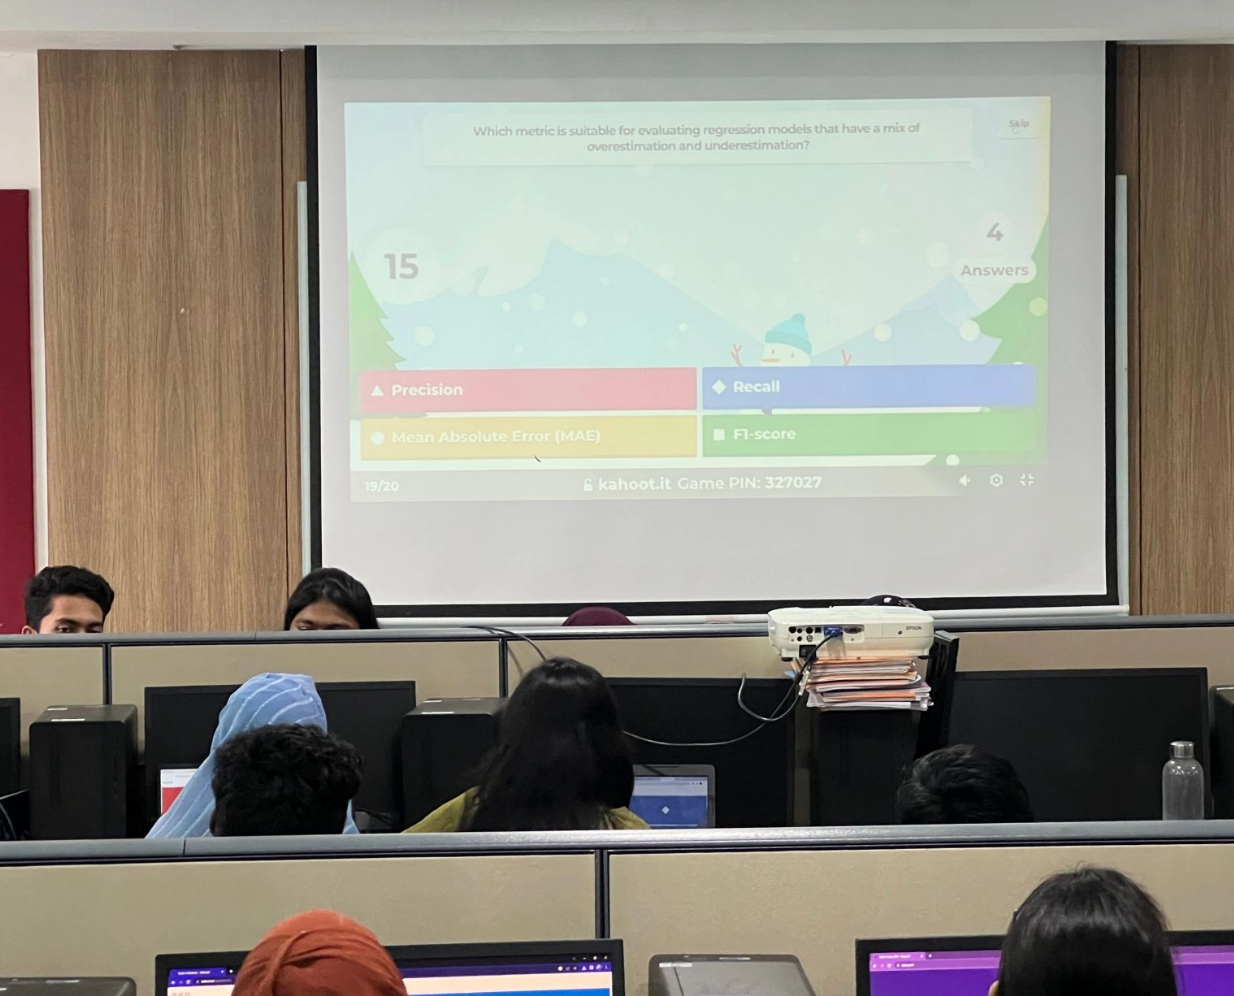 Which metric is suitable for evaluating regression models that have a mix of
overestimation and underestimation?
Skip
15
4
Answers
Precision
Recall
Mean Absolute Error (MAE)
F1-score
19/20
kahoot.it Game PIN: 327027
EPSON